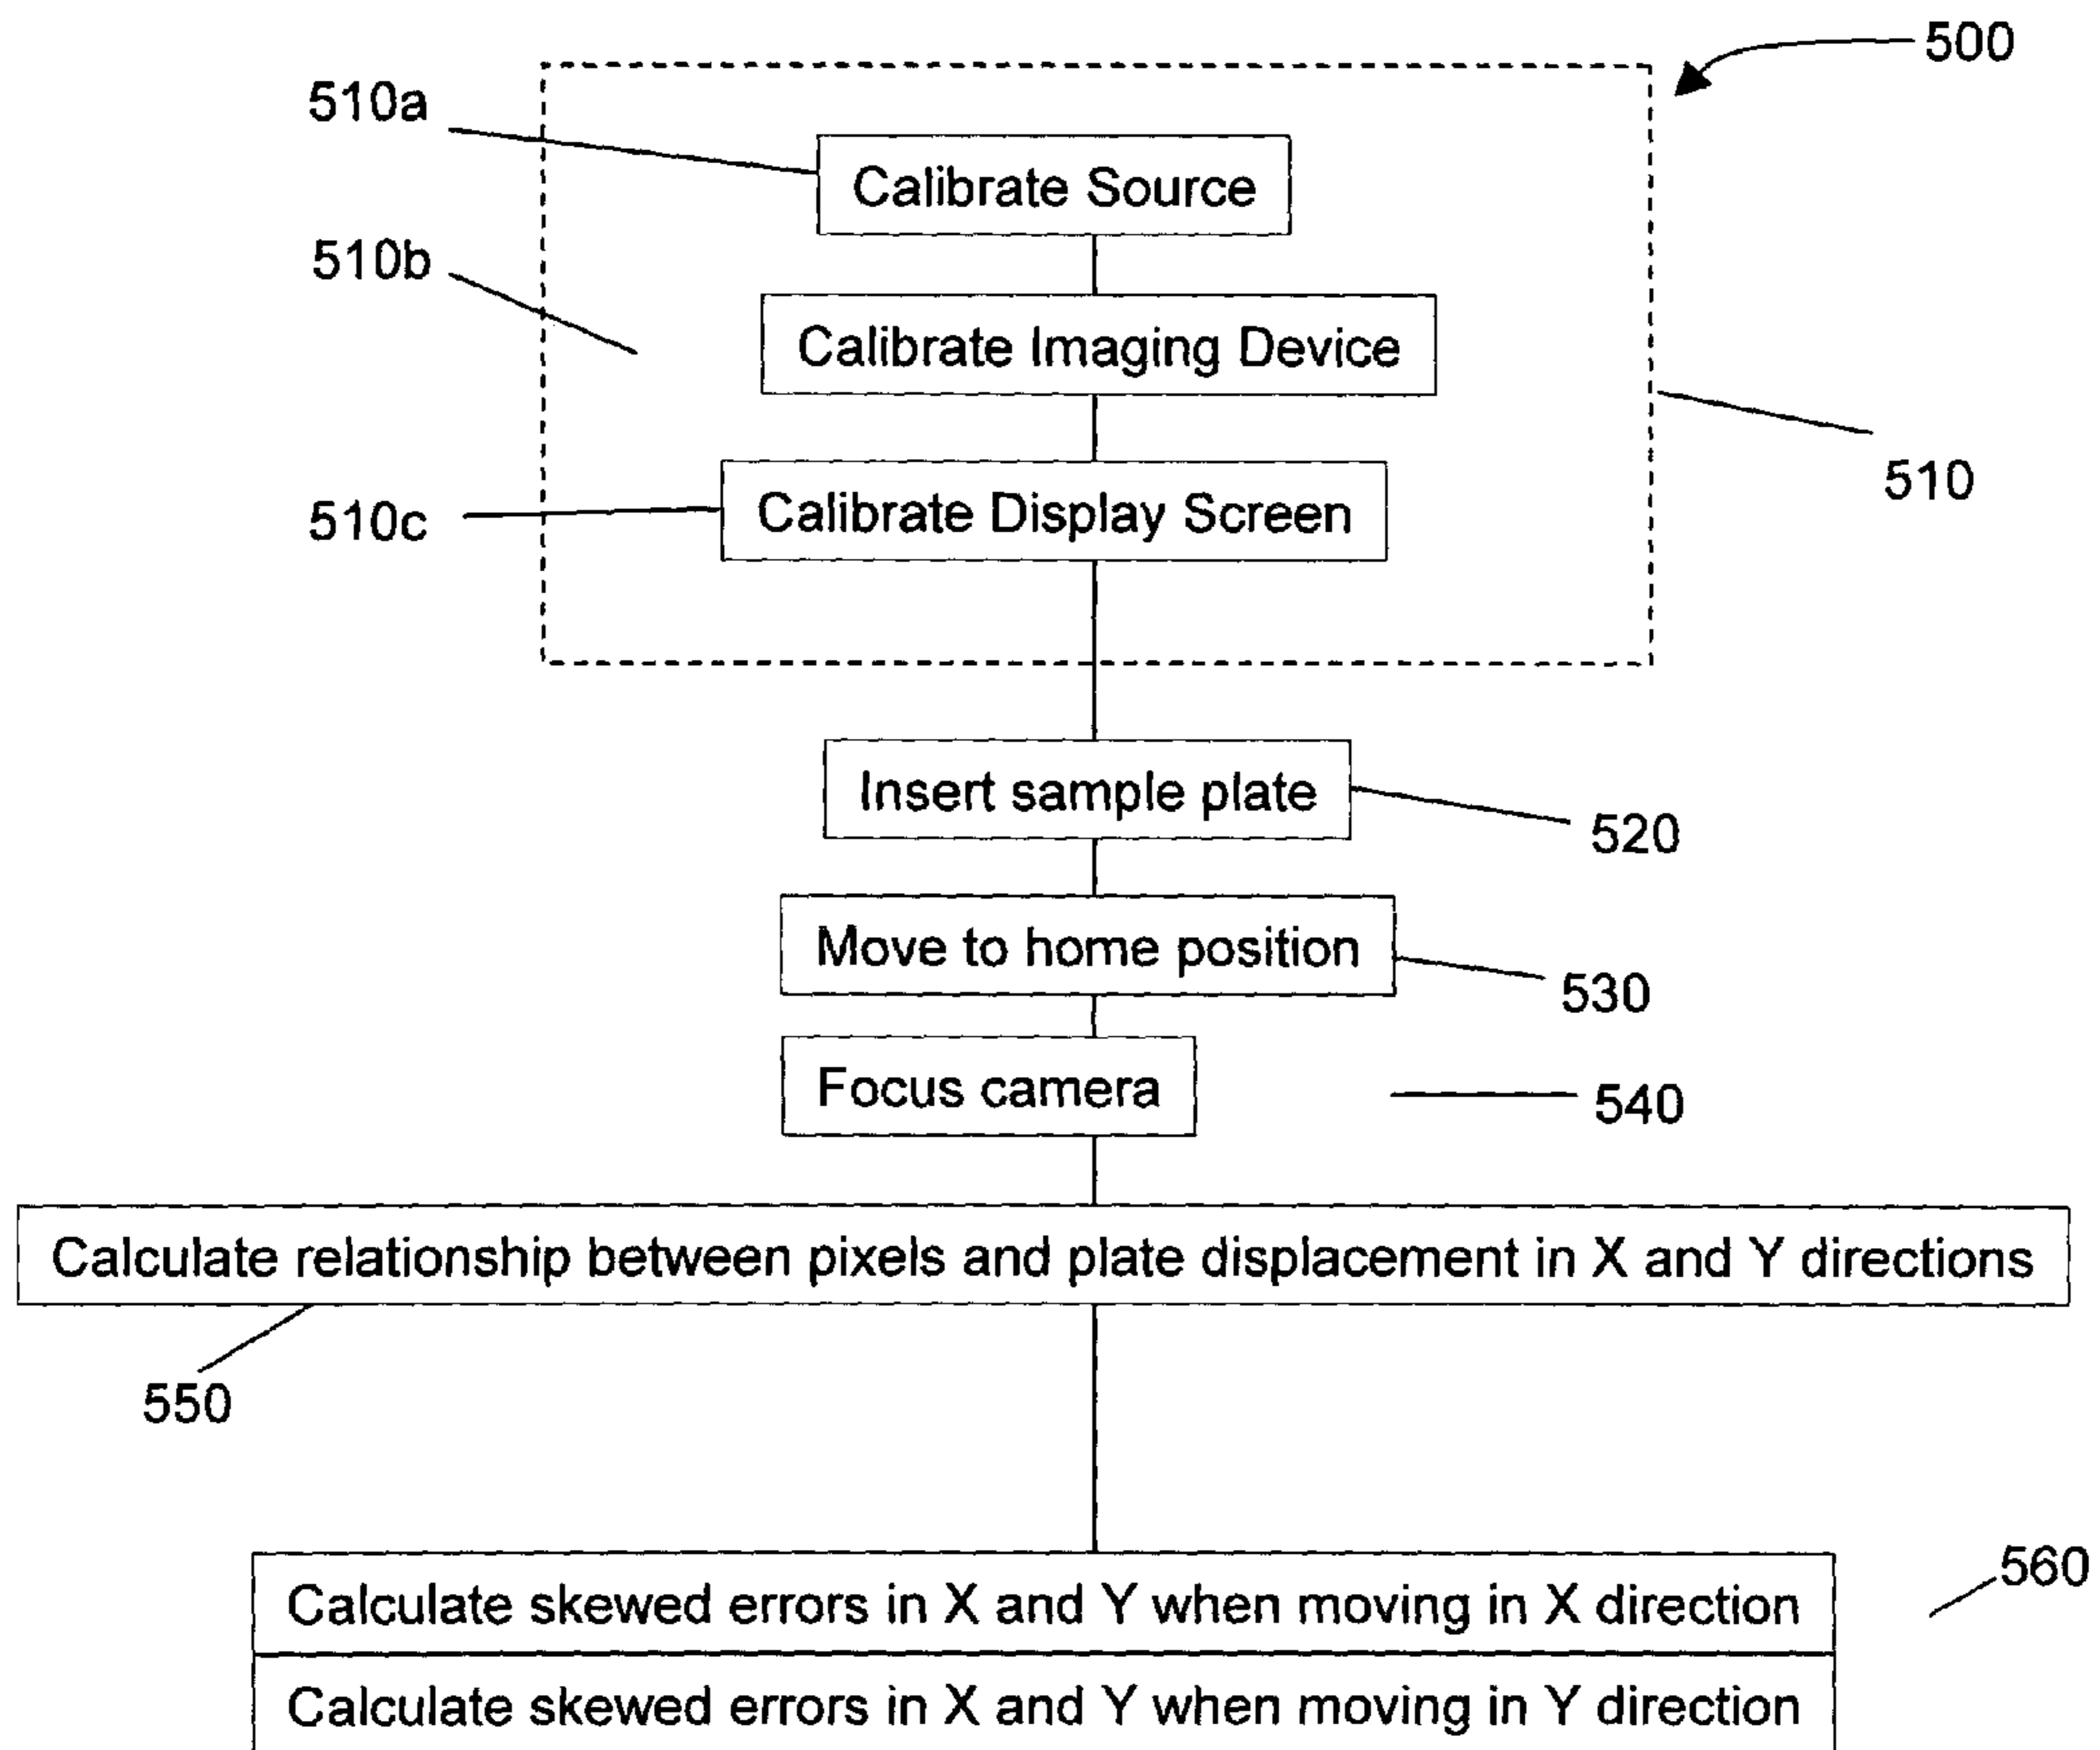 500
510a
Calibrate Source
510b
Calibrate Imaging Device
510
510c
Calibrate Display Screen
Insert sample plate
520
Move to home position
530
Focus camera
540
Calculate relationship between pixels and plate displacement in X and Y directions
550
560
Calculate skewed errors in X and Y when moving in X direction
Calculate skewed errors in X and Y when moving in Y direction